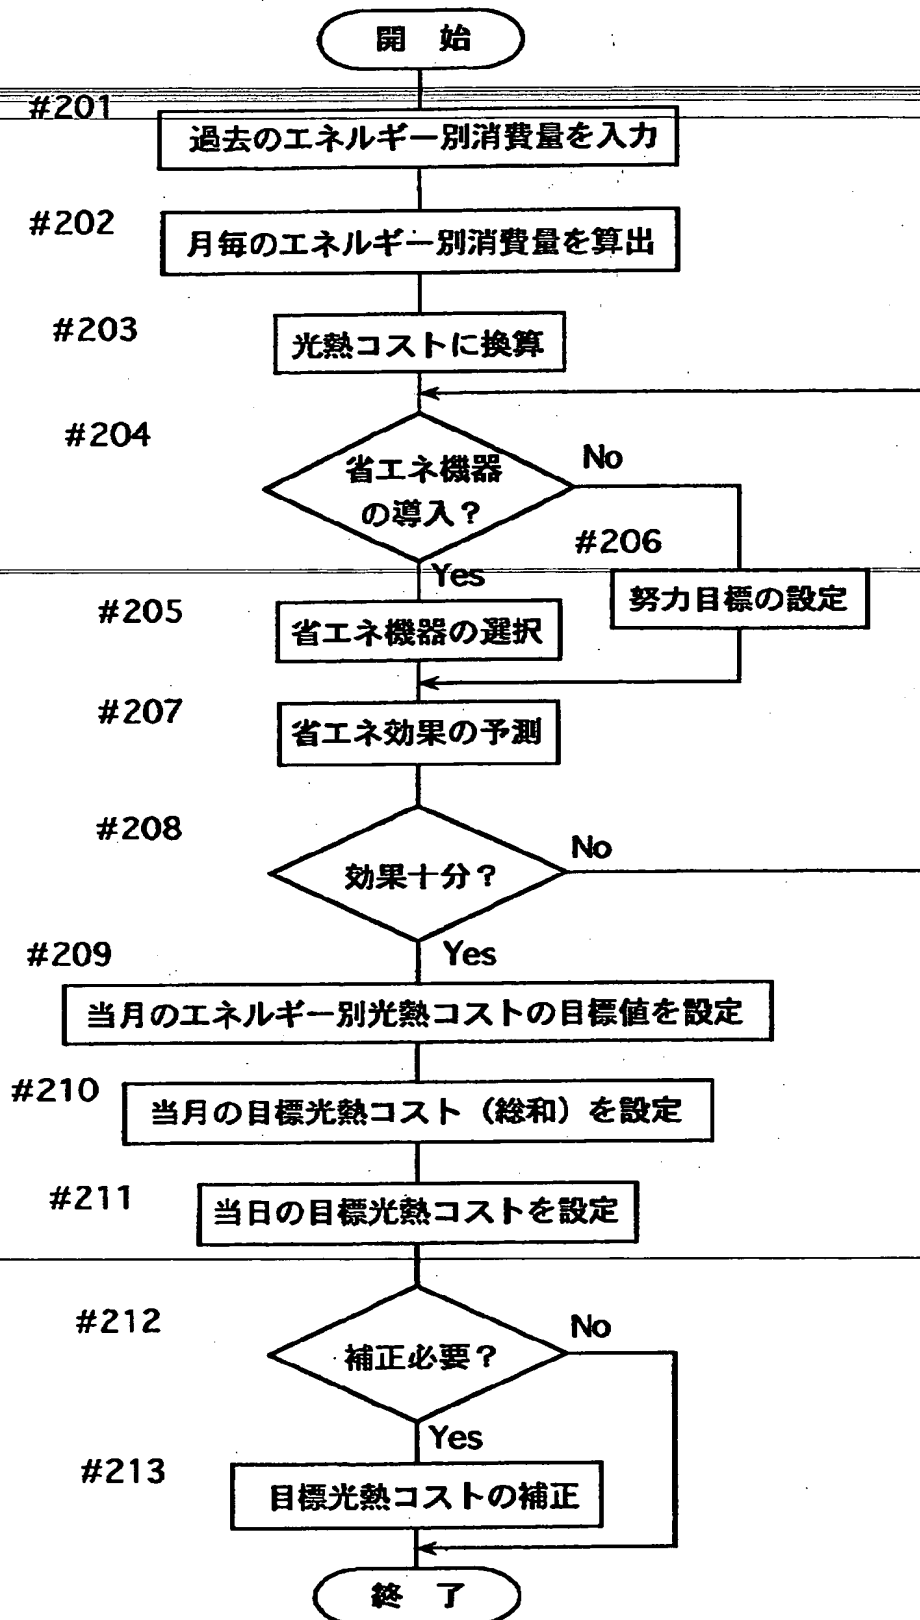 開 始
#201
過去のエネルギー別消費量を入力
#202
月毎のエネルギー別消費量を算出
#203
光熱コストに換算
#204
省エネ機器
の導入?
No
Yes
#206
努力目標の設定
#205
省エネ機器の選択
#207
省エネ効果の予測
#208
効果十分?
No
Yes
#209
当月のエネルギー別光熱コストの目標値を設定
#210
当月の目標光熱コスト(総和)を設定
#211
当日の目標光熱コストを設定
#212
補正必要?
No
Yes
#213
目標光熱コストの補正
終 了